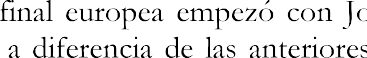 final europea empezó con Jo
a diferencia de las anteriores